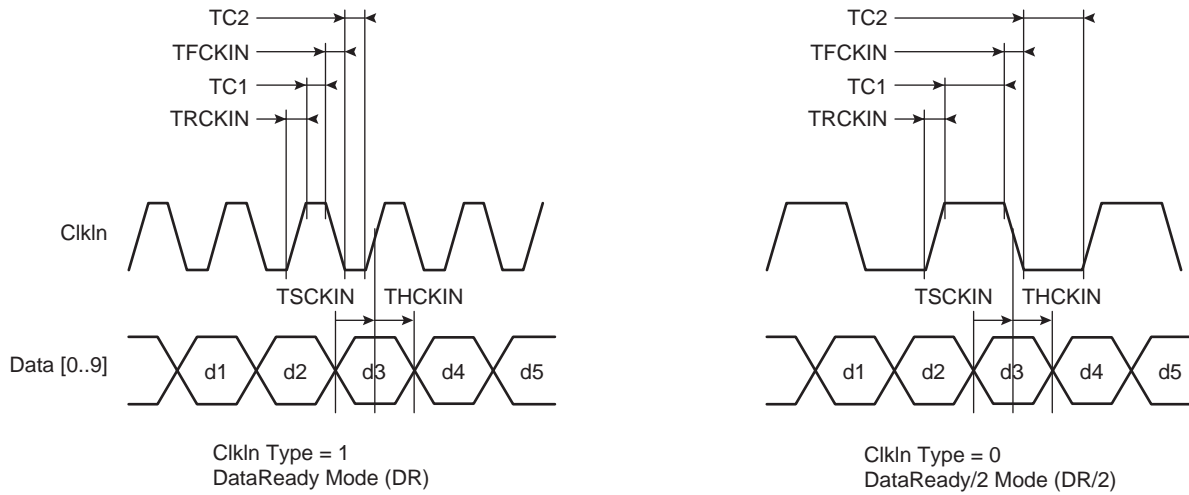 TC2
TFCKIN
TC1
TRCKIN
ClkIn
TSCKIN THCKIN
Data [0..9]
d1 d2 d3 d4 d5
ClkIn Type = 1
DataReady Mode (DR)
TC2
TFCKIN
TC1
TRCKIN
TSCKIN THCKIN
d1 d2 d3 d4 d5
ClkIn Type = 0
DataReady/2 Mode (DR/2)